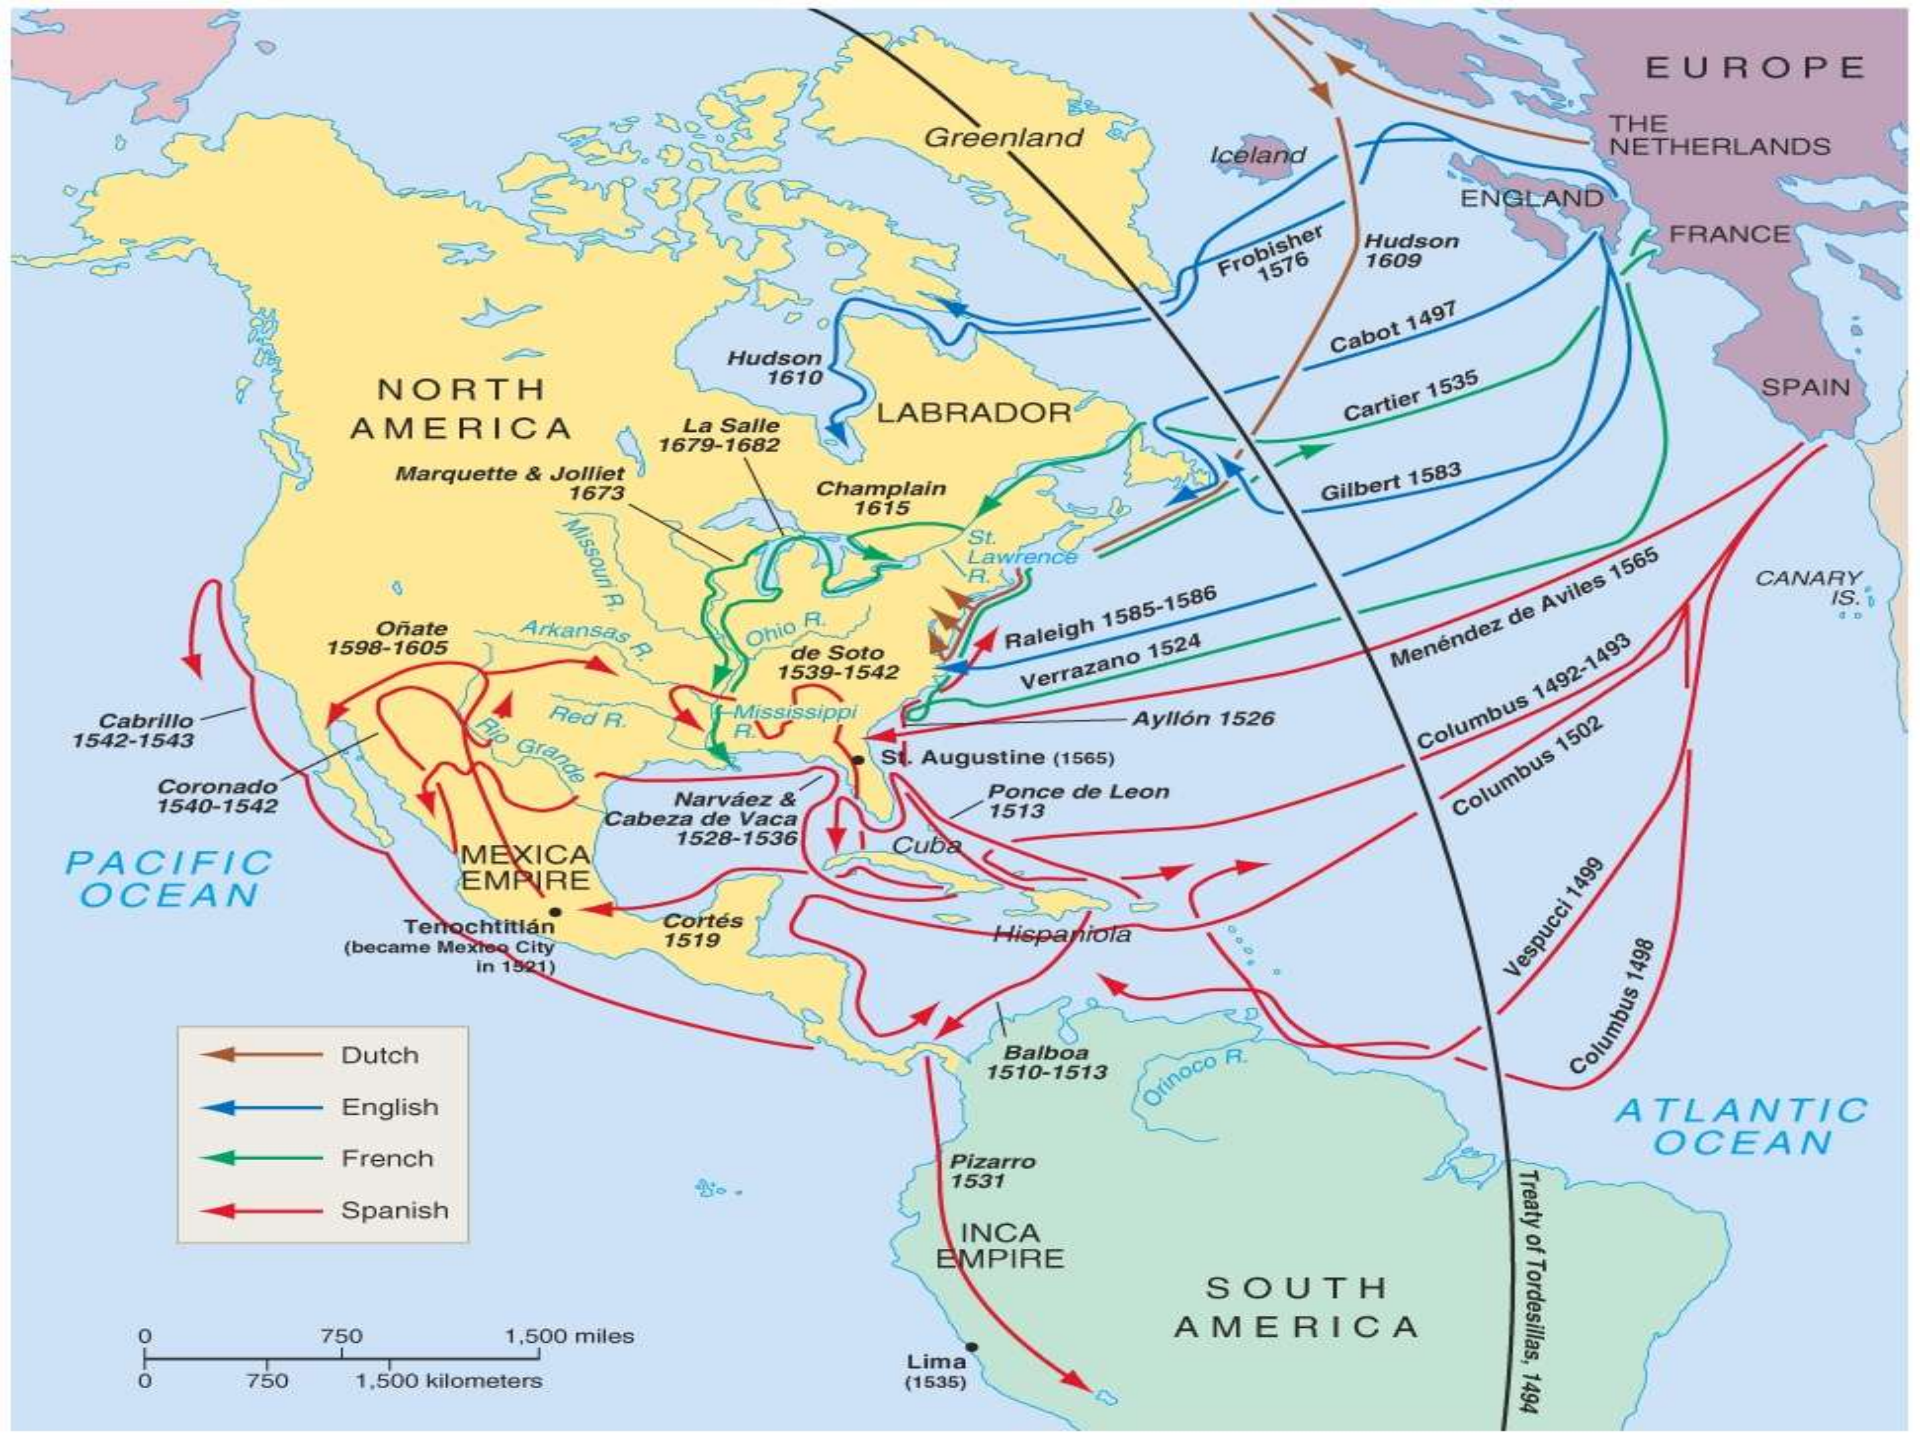 EUROPE
THE
NETHERLANDS
Greenland
Iceland
ENGLAND
FRANCE
Frobisher
1576
Hudson
1609
Cabot 1497
Hudson
1610
NORTH
AMERICA
LABRADOR
Cartier 1535
SPAIN
La Salle
1679-1682
Marquette & Jolliet
1673
Champlain
1615
Gilbert 1583
St.
Lawrence
R.
Missouri R.
CANARY
IS.
Raleigh 1585-1586
Menéndez de Aviles 1565
Oñate
1598-1605
Arkansas R.
Ohio R.
de Soto
1539-1542
Verrazano 1524
Columbus 1492-1493
Cabrillo
1542-1543
Red R.
Mississippi
R.
Ayllón 1526
Rio Grande
St. Augustine (1565)
Columbus 1502
Coronado
1540-1542
Narváez &
Cabeza de Vaca
1528-1536
Ponce de Leon
1513
Cuba
PACIFIC
OCEAN
MEXICA
EMPIRE
Tenochtitlán
(became Mexico City
in 1521)
Cortés
1519
Hispaniola
Vespucci 1499
Columbus 1498
Balboa
1510-1513
Orinoco R.
ATLANTIC
OCEAN
Dutch
English
French
Spanish
Pizarro
1531
INCA
EMPIRE
SOUTH
AMERICA
Treaty of Tordesillas, 1494
Lima
(1535)
0 750 1,500 miles
0 750 1,500 kilometers